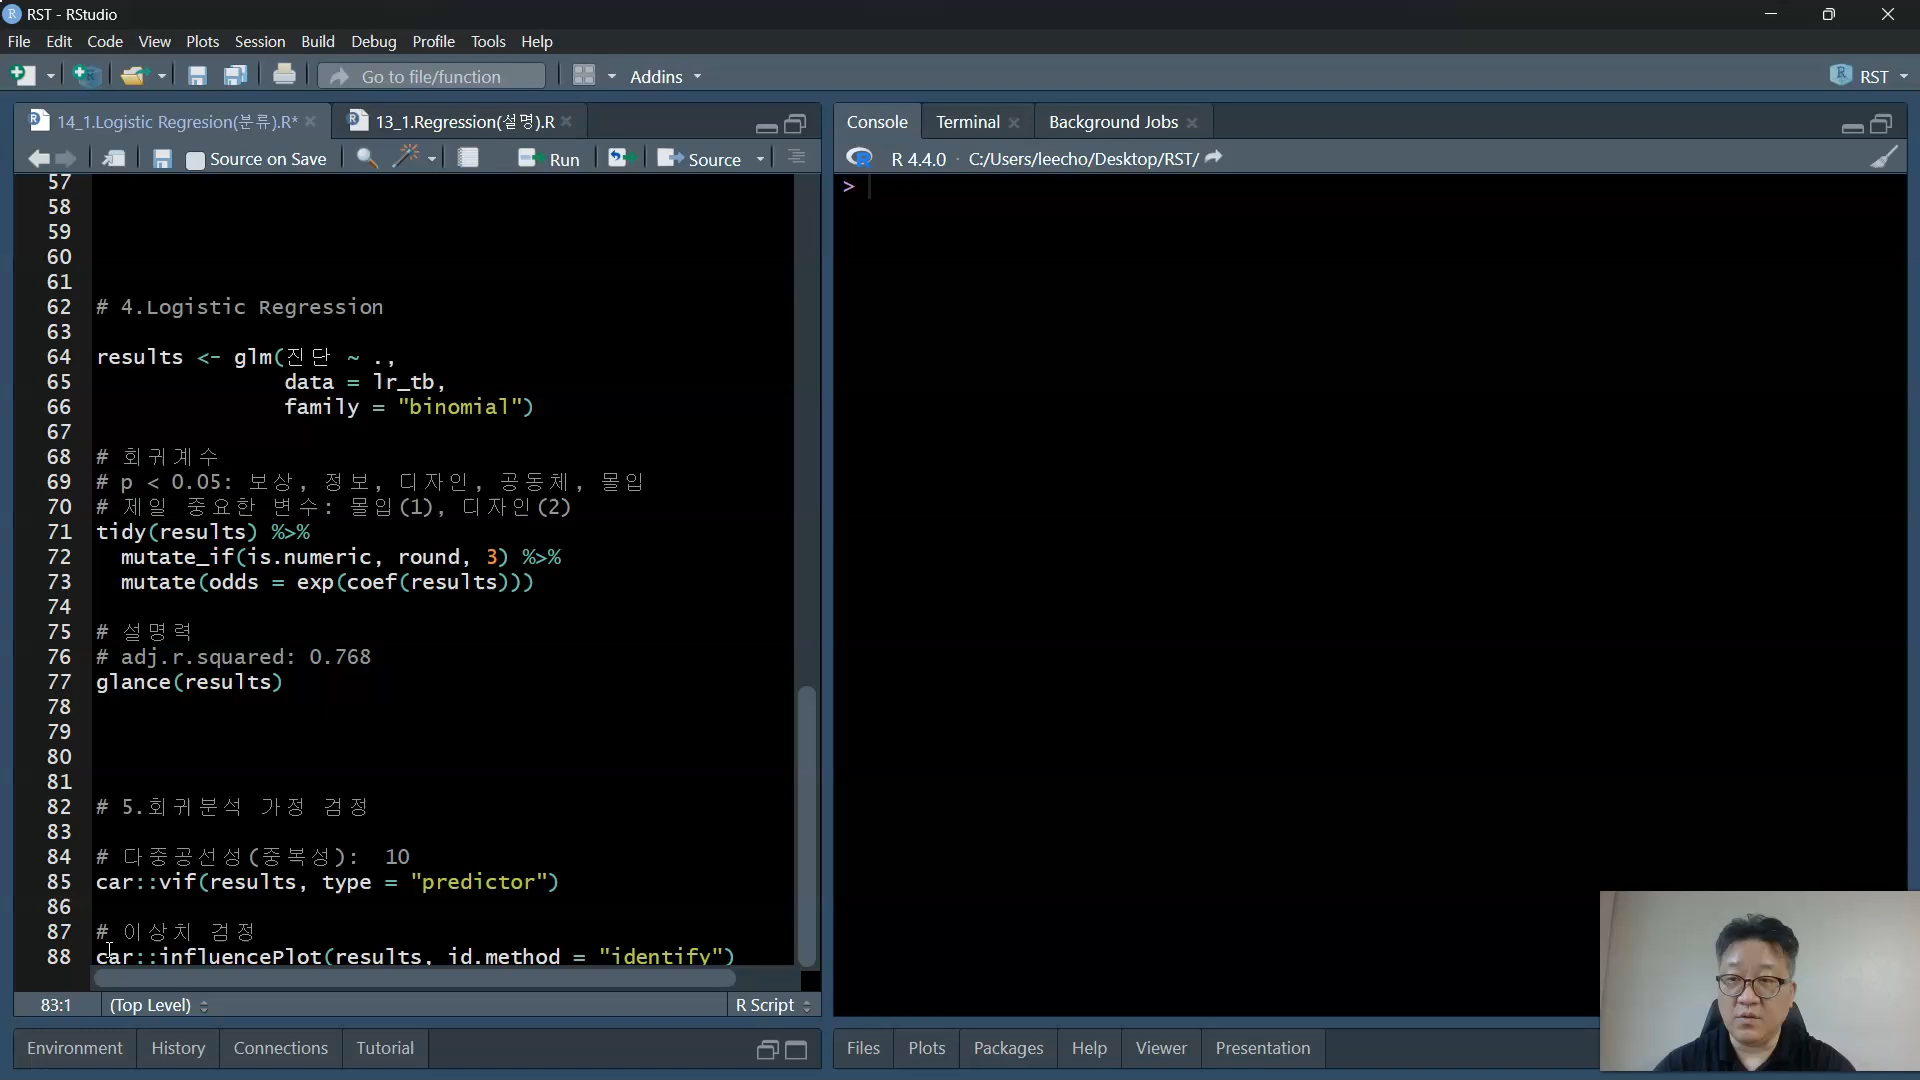 RST - RStudio
File Edit Code View Plots Session Build Debug Profile Tools Help
Go to file/function Addins RST
14_1.Logistic Regresion(분류).R* 13_1.Regression(설명).R
Source on Save Run Source
57
58
59
60
61
62 # 4.Logistic Regression
63
64 results <- glm(진단 ~ .,
65 data = lr_tb,
66 family = "binomial")
67
68 # 회귀계수
69 # p < 0.05: 보상, 정보, 디자인, 공동체, 몰입
70 # 제일 중요한 변수: 몰입(1), 디자인(2)
71 tidy(results) %>%
72 mutate_if(is.numeric, round, 3) %>%
73 mutate(odds = exp(coef(results)))
74
75 # 설명력
76 # adj.r.squared: 0.768
77 glance(results)
78
79
80
81
82 # 5.회귀분석 가정 검정
83
84 # 다중공선성(중복성): 10
85 car::vif(results, type = "predictor")
86
87 # 이상치 검정
88 car::influencePlot(results, id.method = "identify")
83:1 (Top Level) R Script
Environment History Connections Tutorial
Console Terminal Background Jobs
R 4.4.0 · C:/Users/leecho/Desktop/RST/
>
Files Plots Packages Help Viewer Presentation